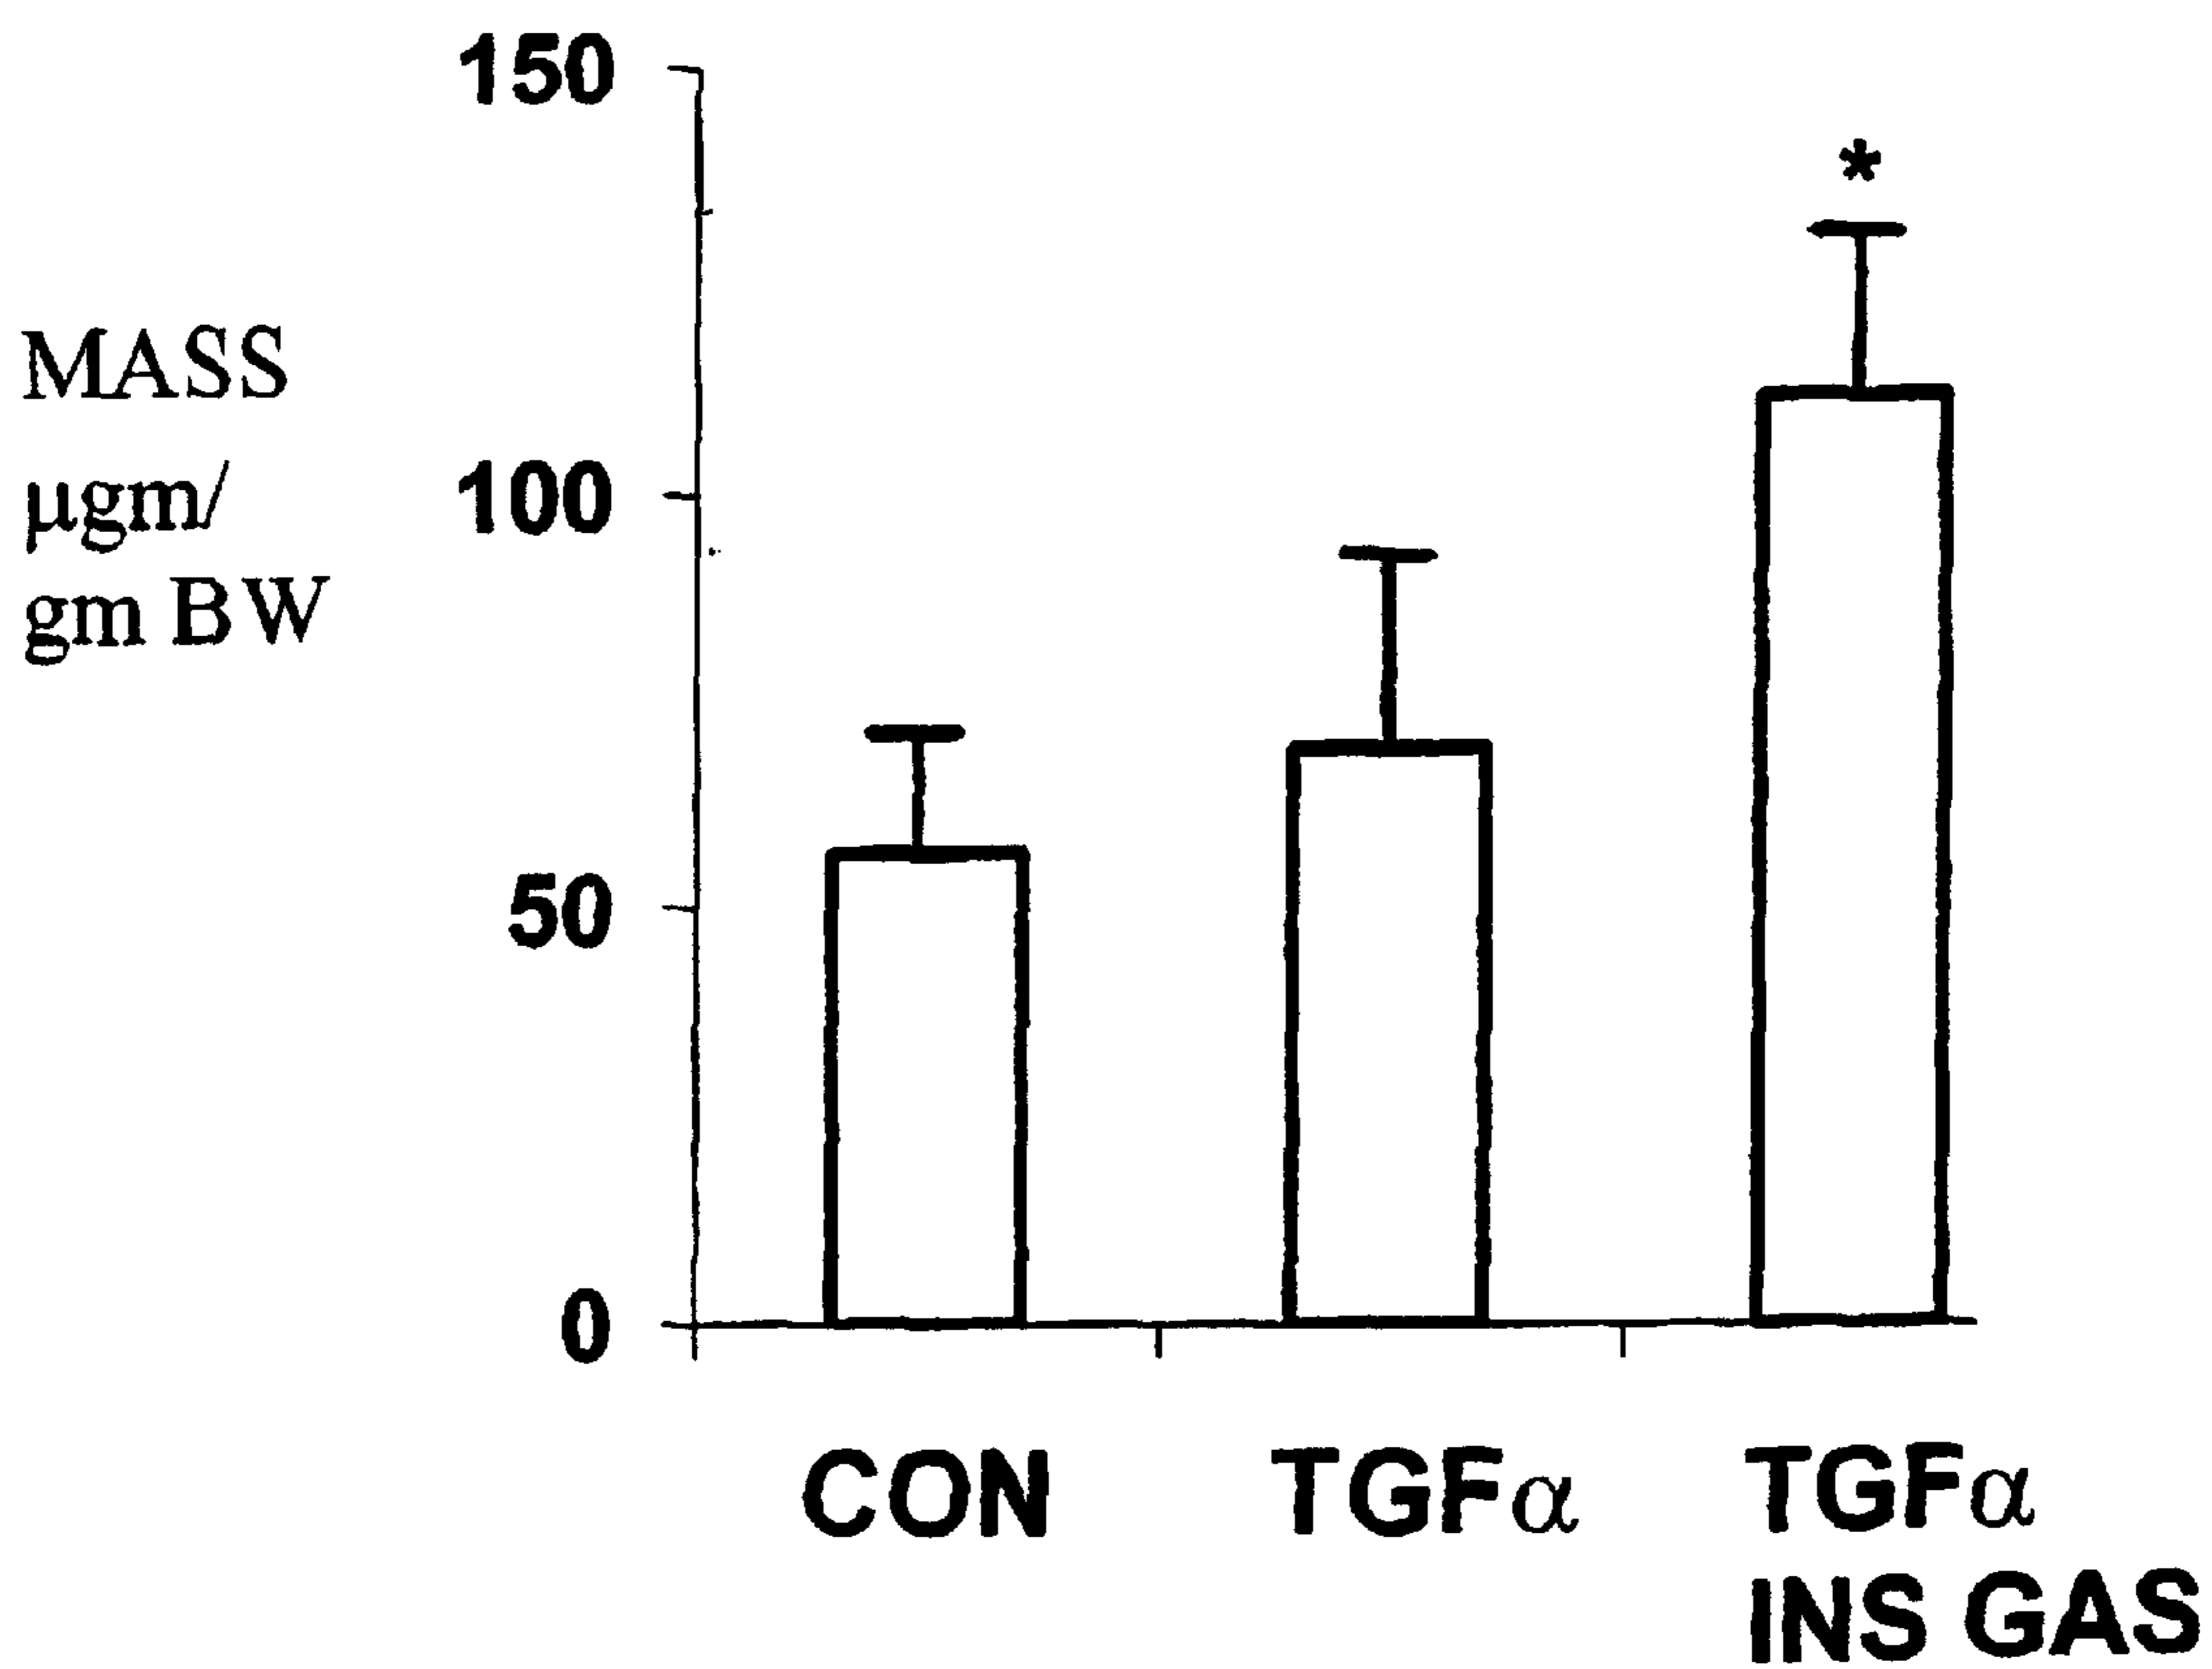 150
*
MASS
µgm/
100
gm BW
50
0
CON
TGFα
TGFα
INS GAS